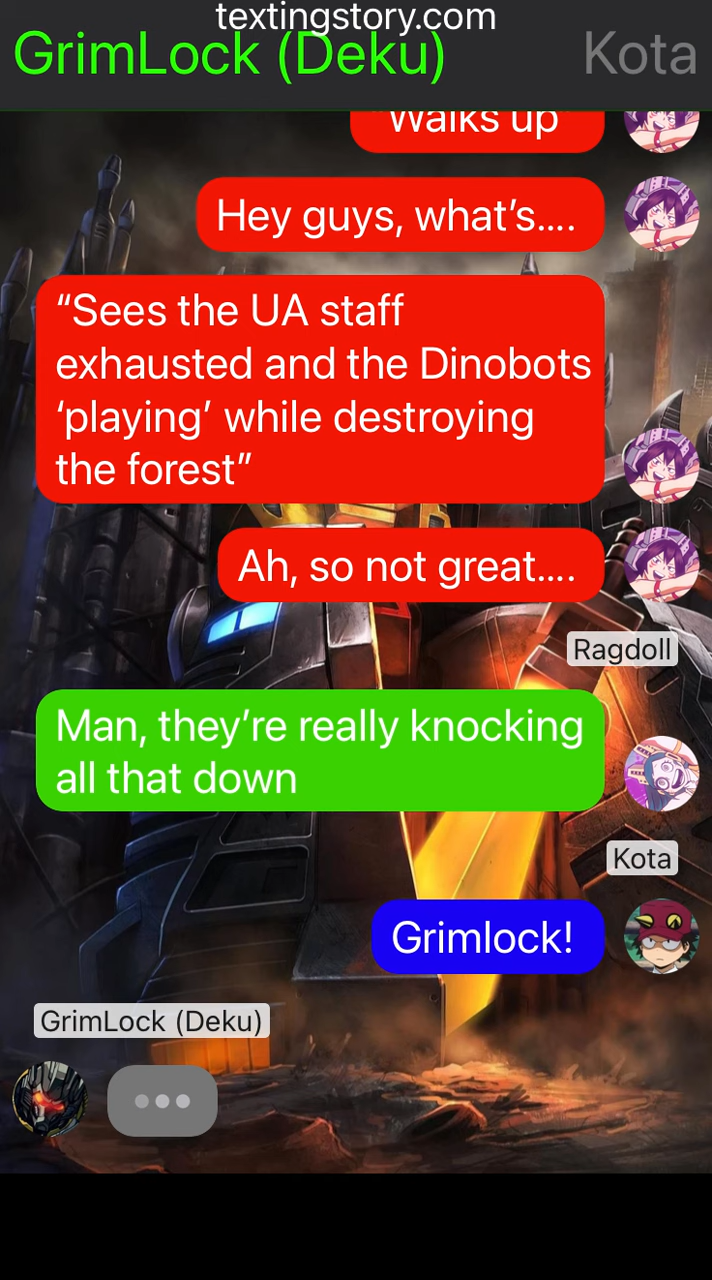 textingstory.com
GrimLock (Deku)
Kota
Walks up
Hey guys, what’s....
“Sees the UA staff
exhausted and the Dinobots
‘playing’ while destroying
the forest”
Ah, so not great....
Ragdoll
Man, they’re really knocking
all that down
Kota
Grimlock!
GrimLock (Deku)